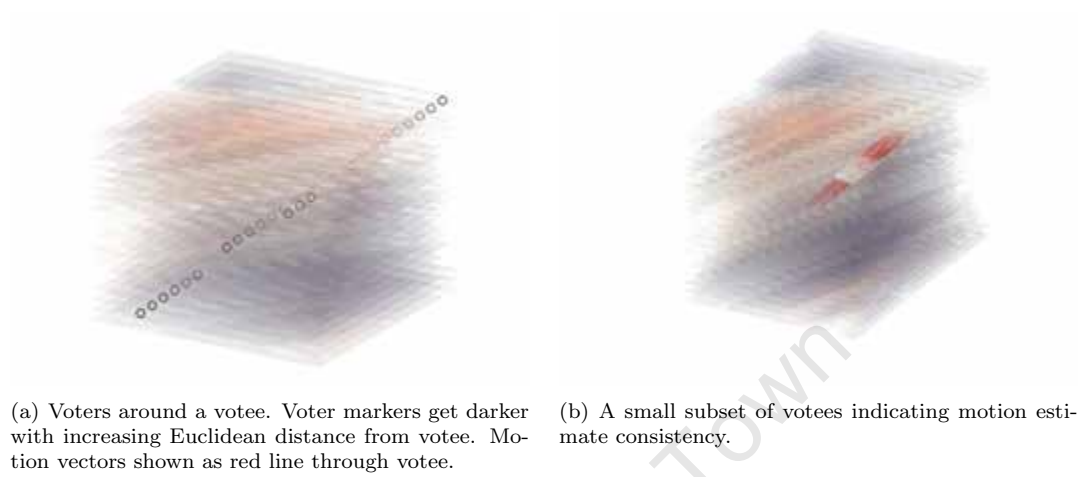 (a) Voters around a votee. Voter markers get darker
with increasing Euclidean distance from votee. Mo-
tion vectors shown as red line through votee.
(b) A small subset of votees indicating motion esti-
mate consistency.
Town